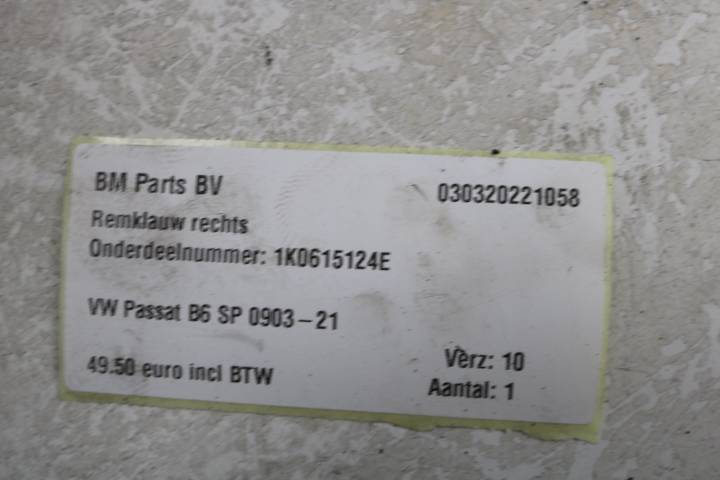 BM Parts BV
030320221058
Remklauw rechts
Onderdeelnummer: 1K0615124E
VW Passat B6 SP 0903-21
49.50 euro incl BTW
Verz: 10
Aantal: 1